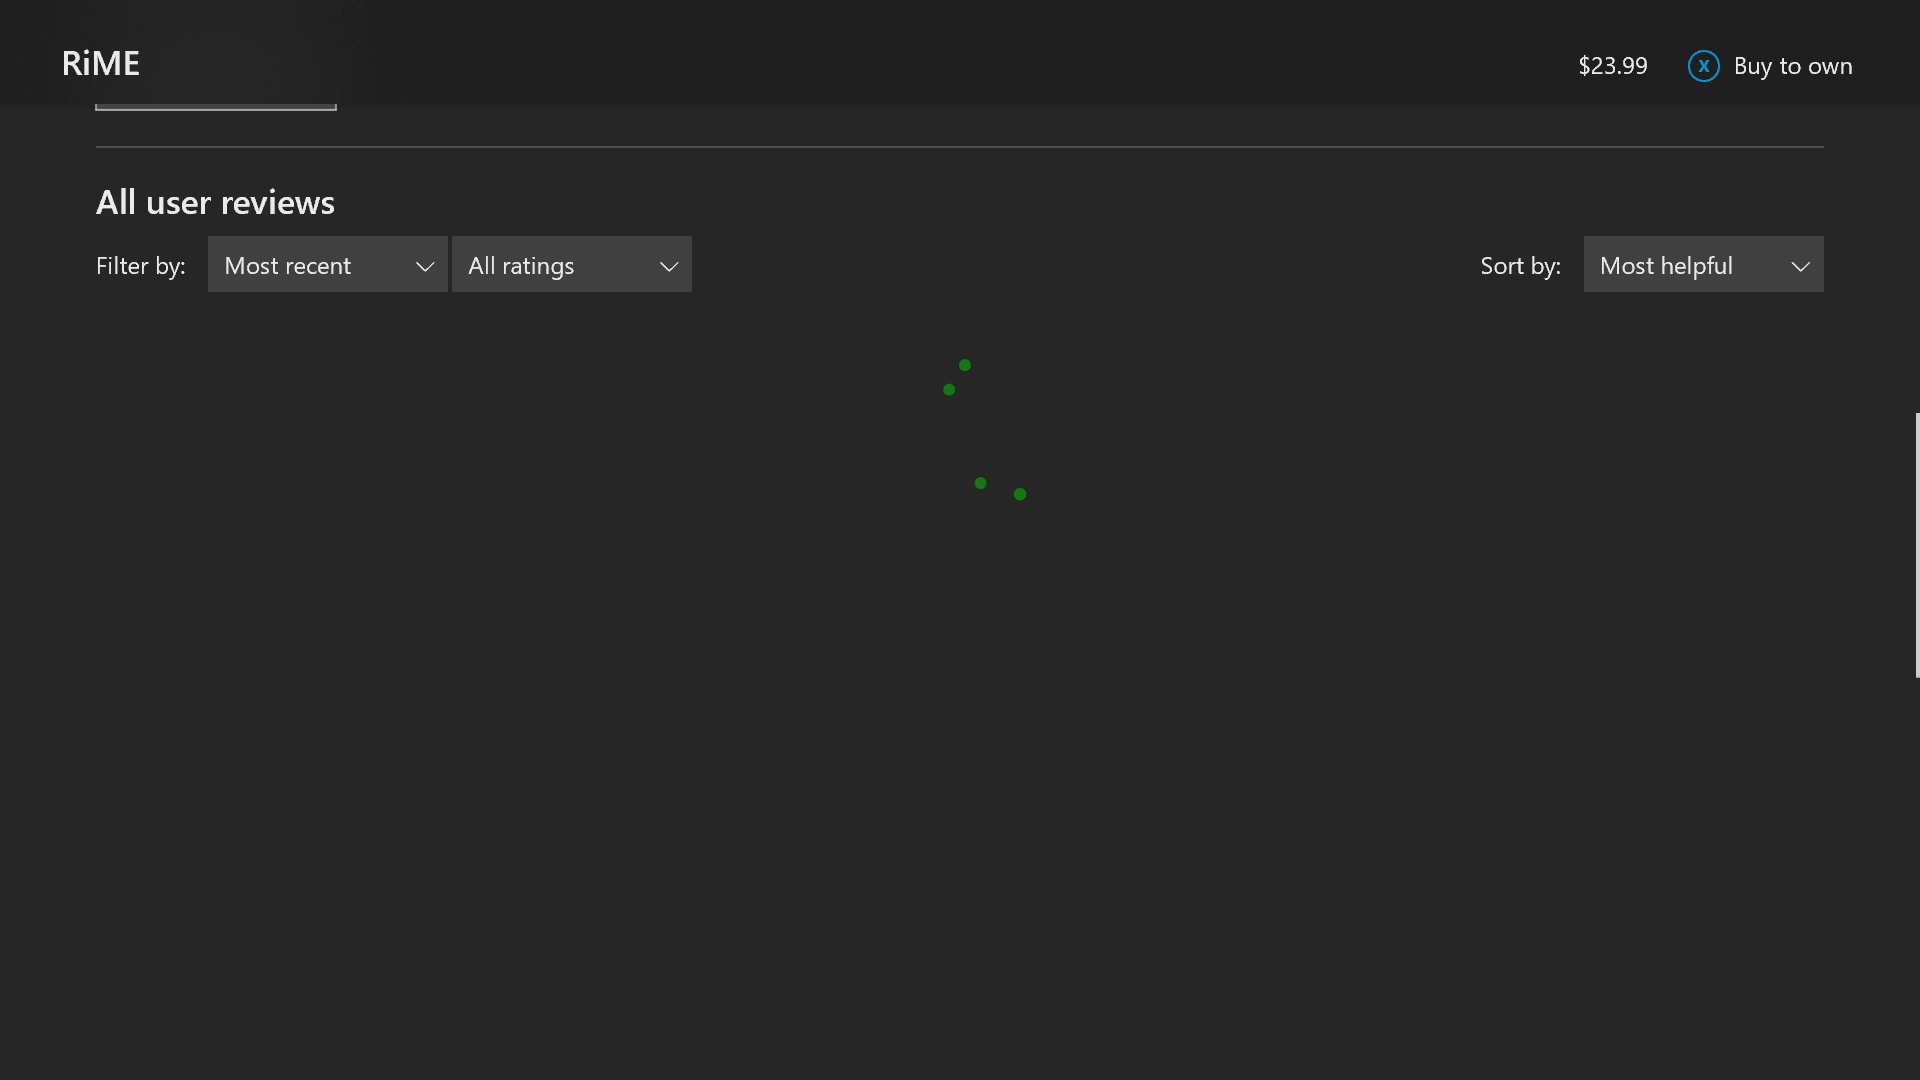 RiME
$23.99 X Buy to own
All user reviews
Filter by: Most recent All ratings Sort by: Most helpful